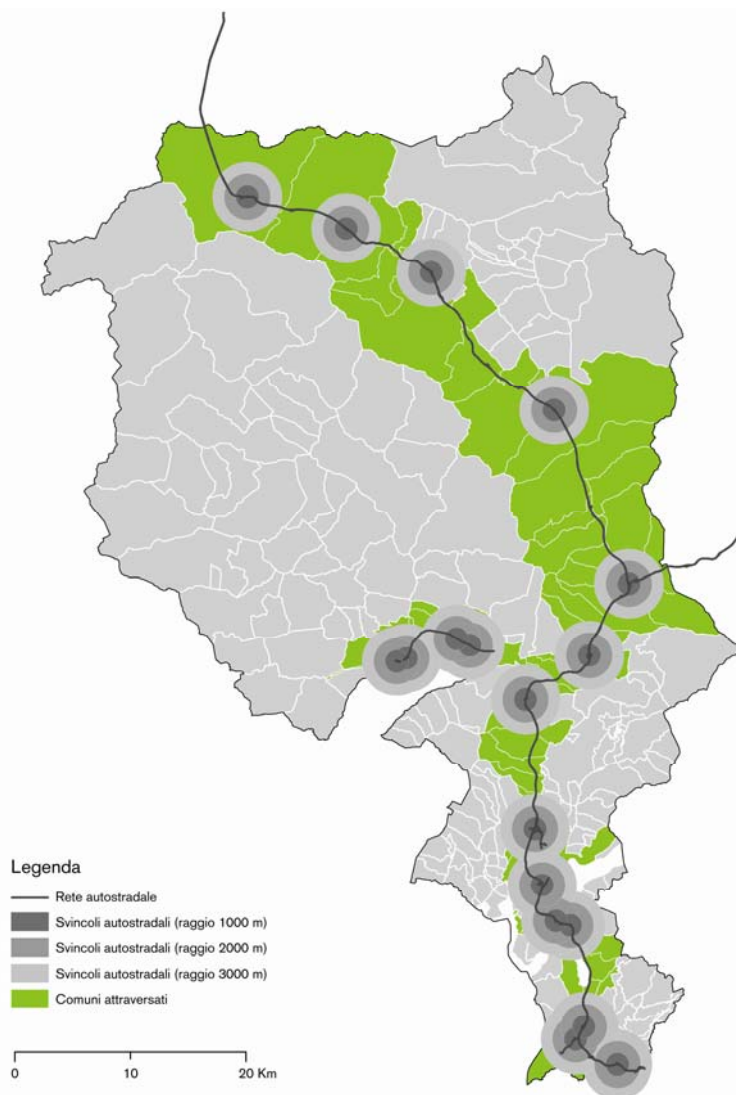 Legenda
Rete autostradale
Svincoli autostradali (raggio 1000 m)
Svincoli autostradali (raggio 2000 m)
Svincoli autostradali (raggio 3000 m)
Comuni attraversati
0 10 20 Km